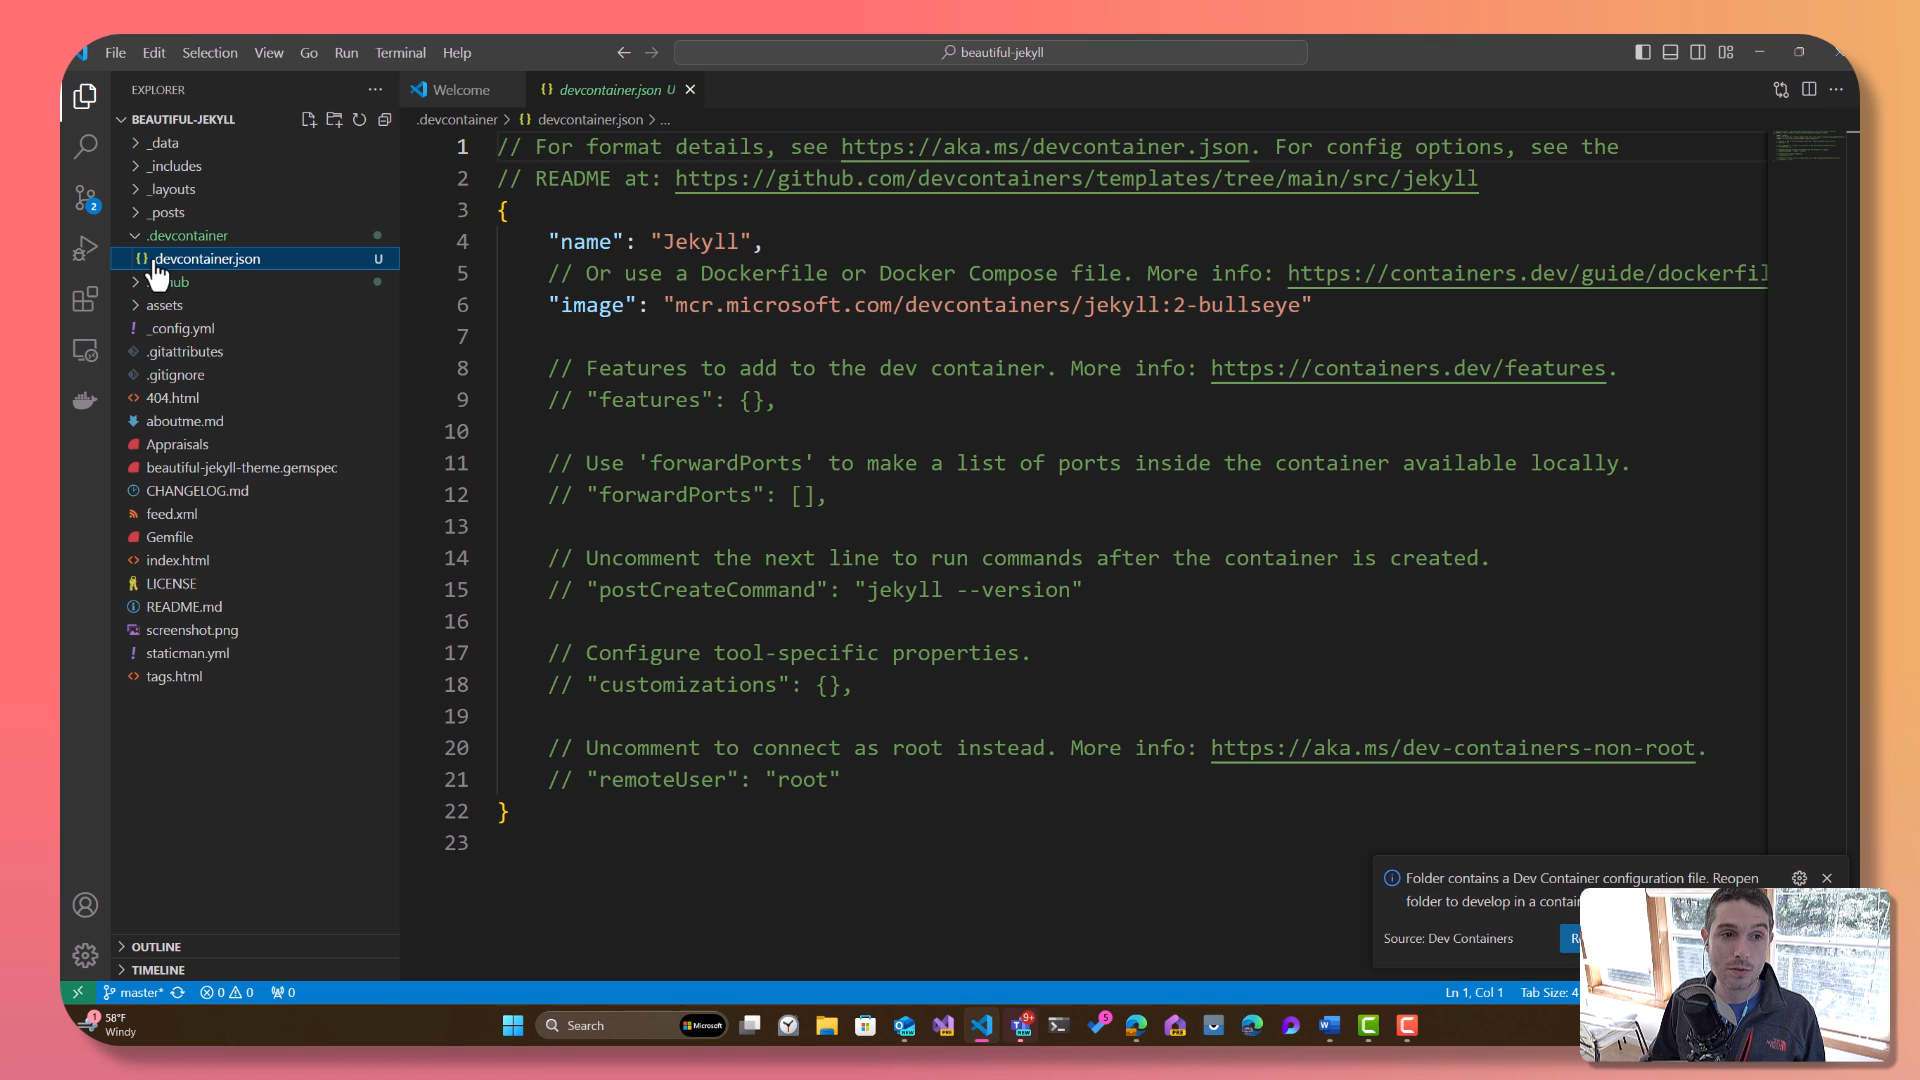 File Edit Selection View Go Run Terminal Help
beautiful-jekyll
EXPLORER
BEAUTIFUL-JEKYLL
_data
_includes
_layouts
_posts
.devcontainer
devcontainer.json U
hub
assets
_config.yml
.gitattributes
.gitignore
404.html
aboutme.md
Appraisals
beautiful-jekyll-theme.gemspec
CHANGELOG.md
feed.xml
Gemfile
index.html
LICENSE
README.md
screenshot.png
staticman.yml
tags.html
OUTLINE
TIMELINE
2
Welcome
{} devcontainer.json U
.devcontainer > {} devcontainer.json > ...
1 // For format details, see https://aka.ms/devcontainer.json. For config options, see the
2 // README at: https://github.com/devcontainers/templates/tree/main/src/jekyll
3 {
4 "name": "Jekyll",
5 // Or use a Dockerfile or Docker Compose file. More info: https://containers.dev/guide/dockerfil
6 "image": "mcr.microsoft.com/devcontainers/jekyll:2-bullseye"
7
8 // Features to add to the dev container. More info: https://containers.dev/features.
9 // "features": {},
10
11 // Use 'forwardPorts' to make a list of ports inside the container available locally.
12 // "forwardPorts": [],
13
14 // Uncomment the next line to run commands after the container is created.
15 // "postCreateCommand": "jekyll --version"
16
17 // Configure tool-specific properties.
18 // "customizations": {},
19
20 // Uncomment to connect as root instead. More info: https://aka.ms/dev-containers-non-root.
21 // "remoteUser": "root"
22 }
23
Folder contains a Dev Container configuration file. Reopen
folder to develop in a contain
Source: Dev Containers
master* 0 0 0
Ln 1, Col 1 Tab Size: 4
1
58°F
Windy
Search
Microsoft
NEW
PRE
9+
NEW
5
PRE